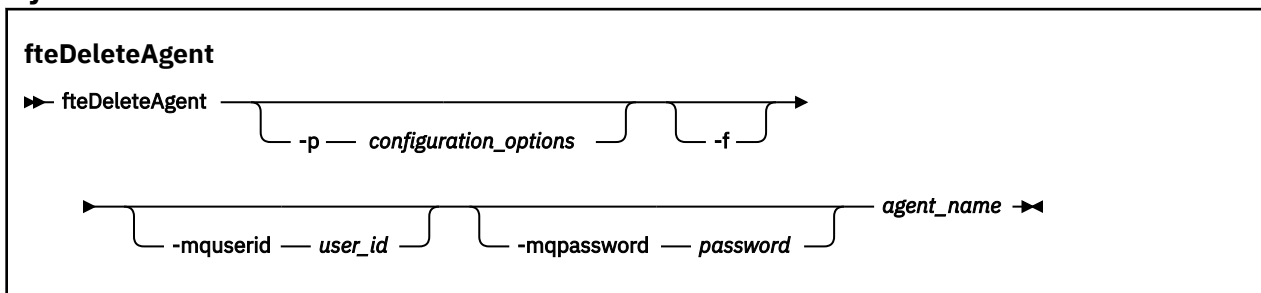 fteDeleteAgent
fteDeleteAgent
-p configuration_options -f
-mquserid user_id -mqpassword password agent_name